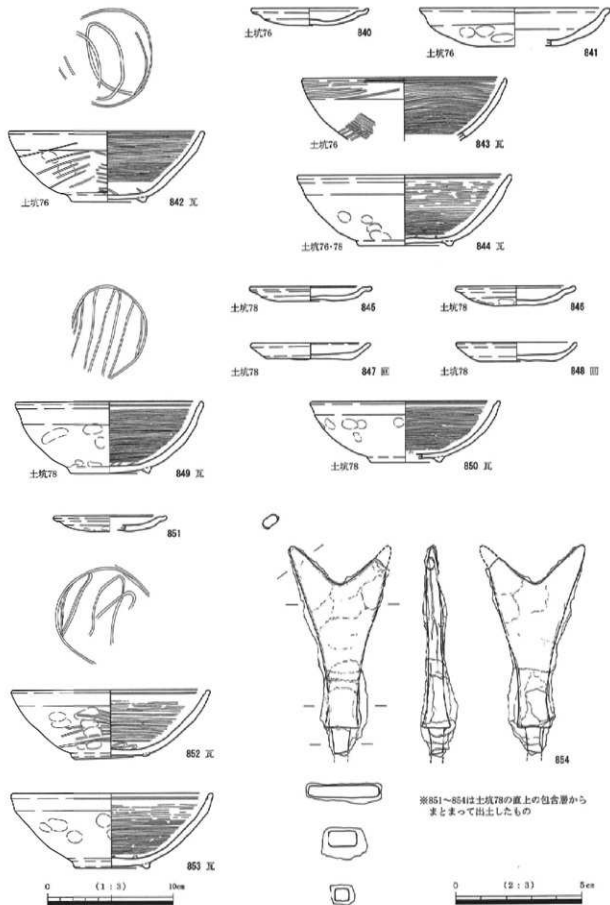 土坑76
840
土坑76
841
土坑76
842 瓦
土坑76
843 瓦
土坑76・78
844 瓦
土坑78
845
土坑78
846
土坑78
847 回
土坑78
848 回
土坑78
849 瓦
土坑78
850 瓦
851
852 瓦
853 瓦
854
※851～854は土坑78の直上の包含層から
まとまって出土したもの
0 (1:3) 10cm
0 (2:3) 5cm